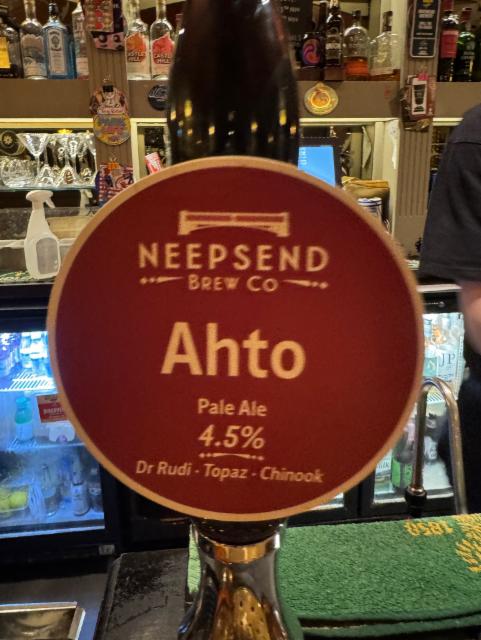 NEEPSEND
BREW CO
Ahto
Pale Ale
4.5%
Dr Rudi - Topaz - Chinook